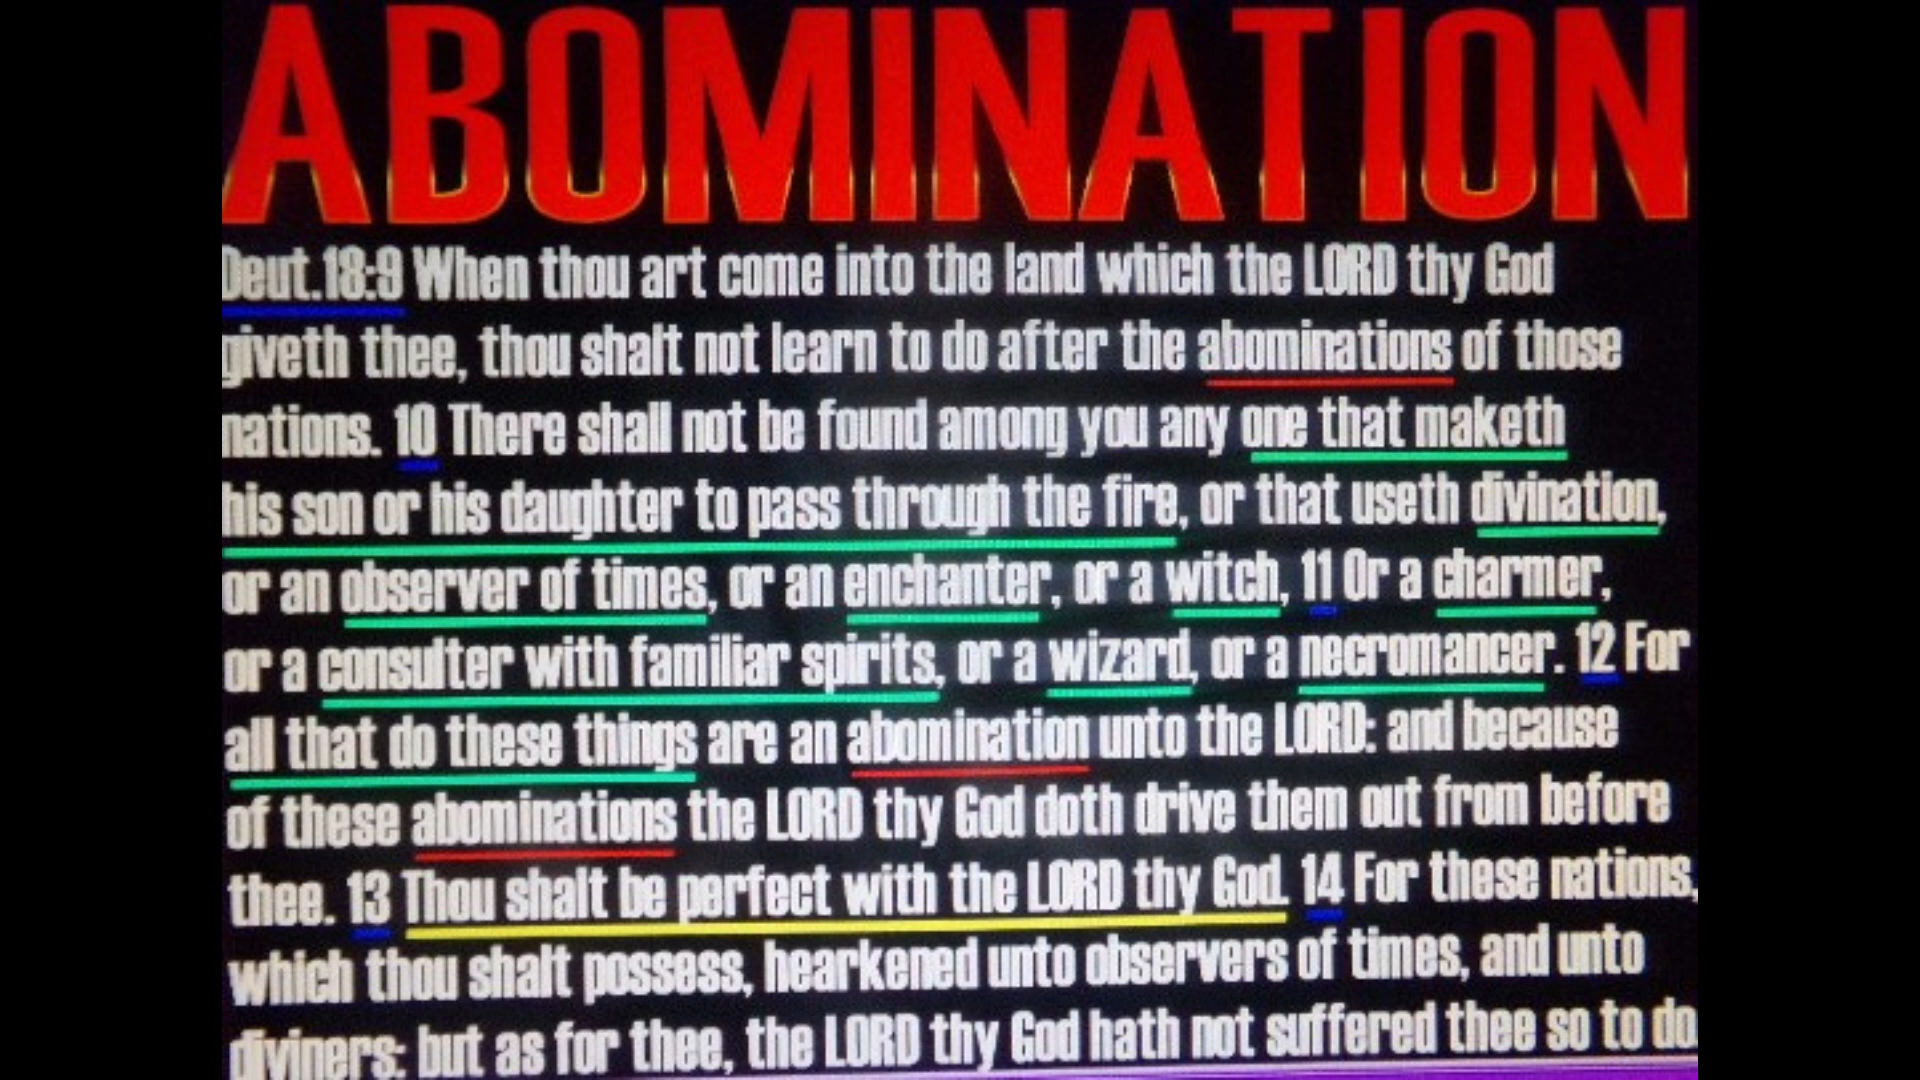 ABOMINATION
Deut.18:9 When thou art come into the land which the LORD thy God
giveth thee, thou shalt not learn to do after the abominations of those
nations. 10 There shall not be found among you any one that maketh
his son or his daughter to pass through the fire, or that useth divination,
or an observer of times, or an enchanter, or a witch, 11 Or a charmer,
or a consulter with familiar spirits, or a wizard, or a necromancer. 12 For
all that do these things are an abomination unto the LORD: and because
of these abominations the LORD thy God doth drive them out from before
thee. 13 Thou shalt be perfect with the LORD thy God. 14 For these nations,
which thou shalt possess, hearkened unto observers of times, and unto
diviners: but as for thee, the LORD thy God hath not suffered thee so to do.